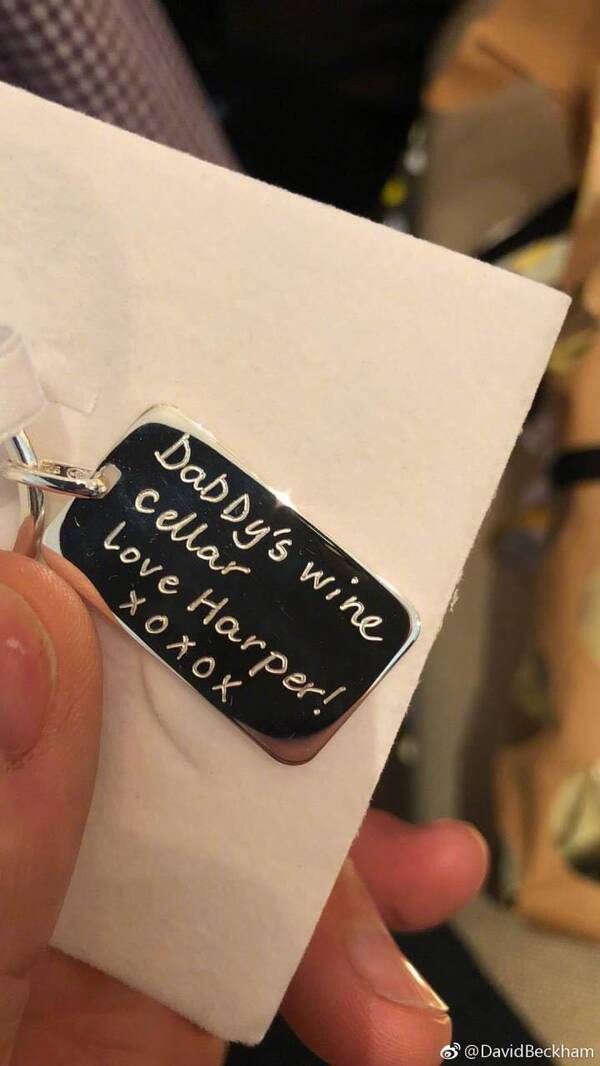 DaDDy's wine
cellar
Love Harper!
xoxox
@DavidBeckham